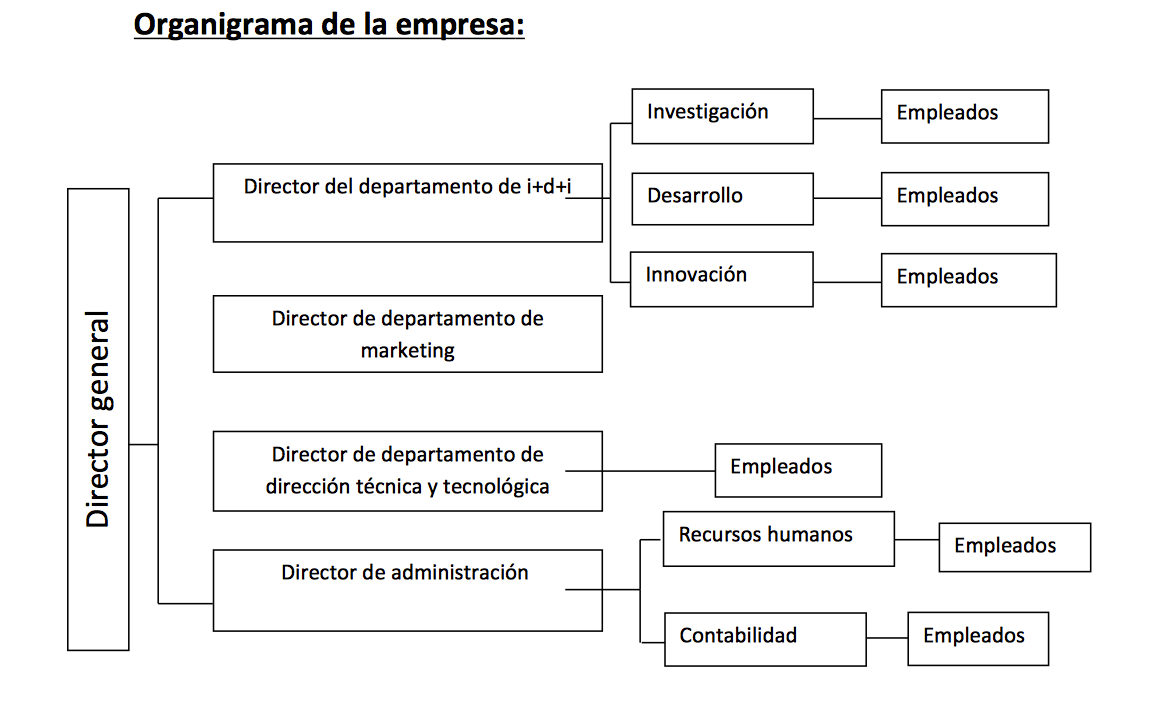 Organigrama de la empresa:
Director general
Director del departamento de i+d+i
Investigación
Empleados
Desarrollo
Empleados
Innovación
Empleados
Director de departamento de
marketing
Director de departamento de
dirección técnica y tecnológica
Empleados
Director de administración
Recursos humanos
Empleados
Contabilidad
Empleados